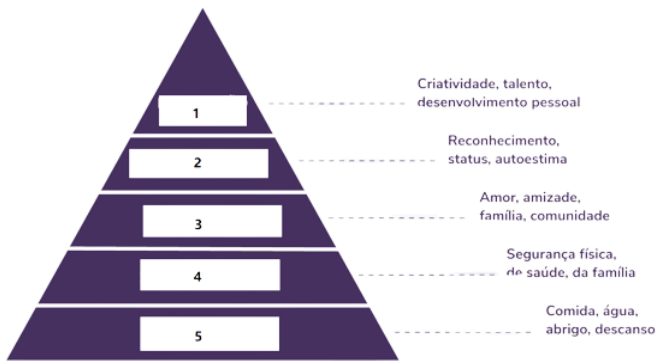 1
Criatividade, talento,
desenvolvimento pessoal
2
Reconhecimento,
status, autoestima
3
Amor, amizade,
família, comunidade
4
Segurança física,
de saúde, da família
5
Comida, água,
abrigo, descanso